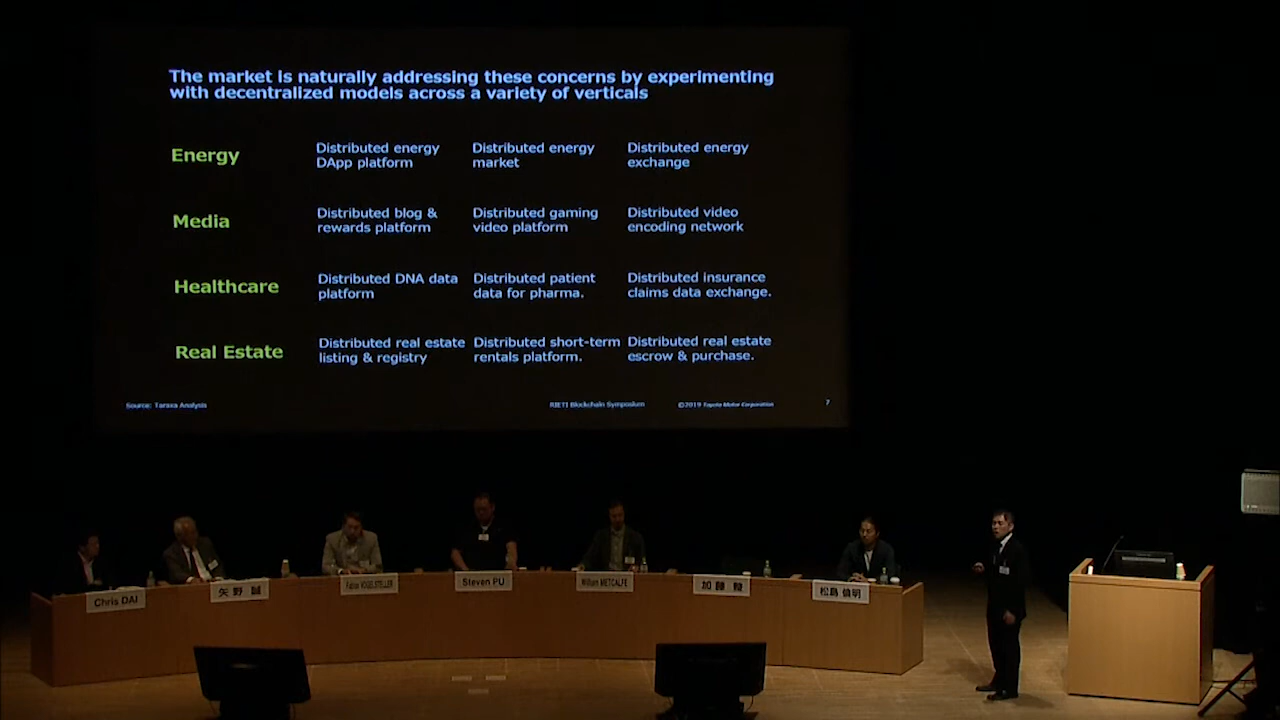 The market is naturally addressing these concerns by experimenting
with decentralized models across a variety of verticals
Energy
Distributed energy
DApp platform
Distributed energy
market
Distributed energy
exchange
Media
Distributed blog &
rewards platform
Distributed gaming
video platform
Distributed video
encoding network
Healthcare
Distributed DNA data
platform
Distributed patient
data for pharma.
Distributed insurance
claims data exchange.
Real Estate
Distributed real estate
listing & registry
Distributed short-term
rentals platform.
Distributed real estate
escrow & purchase.
Source: Taraxa Analysis
RIETI Blockchain Symposium
©2019 Toyota Motor Corporation
7
Chris DAI
矢野 誠
Fabian VOGELSTELLER
Steven PU
William METCALFE
加藤
松島 倫明